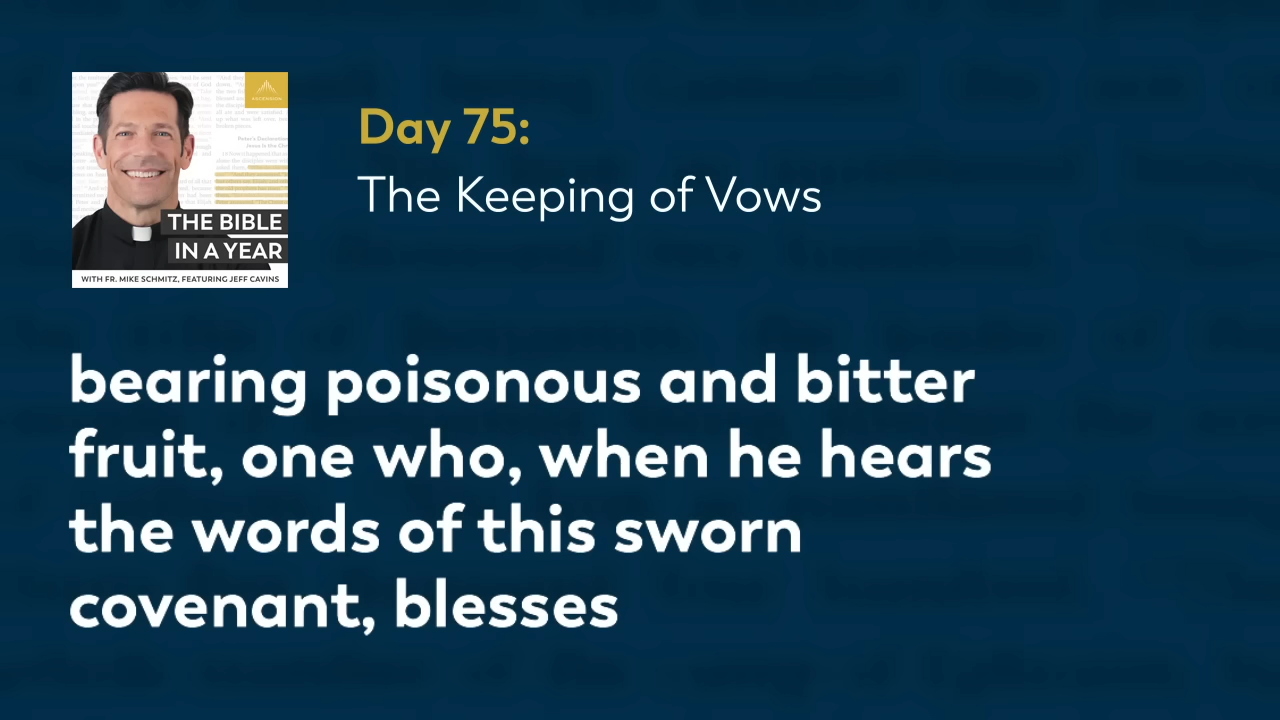 Day 75:
The Keeping of Vows
ASCENSION
THE BIBLE
IN A YEAR
WITH FR. MIKE SCHMITZ, FEATURING JEFF CAVINS
bearing poisonous and bitter
fruit, one who, when he hears
the words of this sworn
covenant, blesses